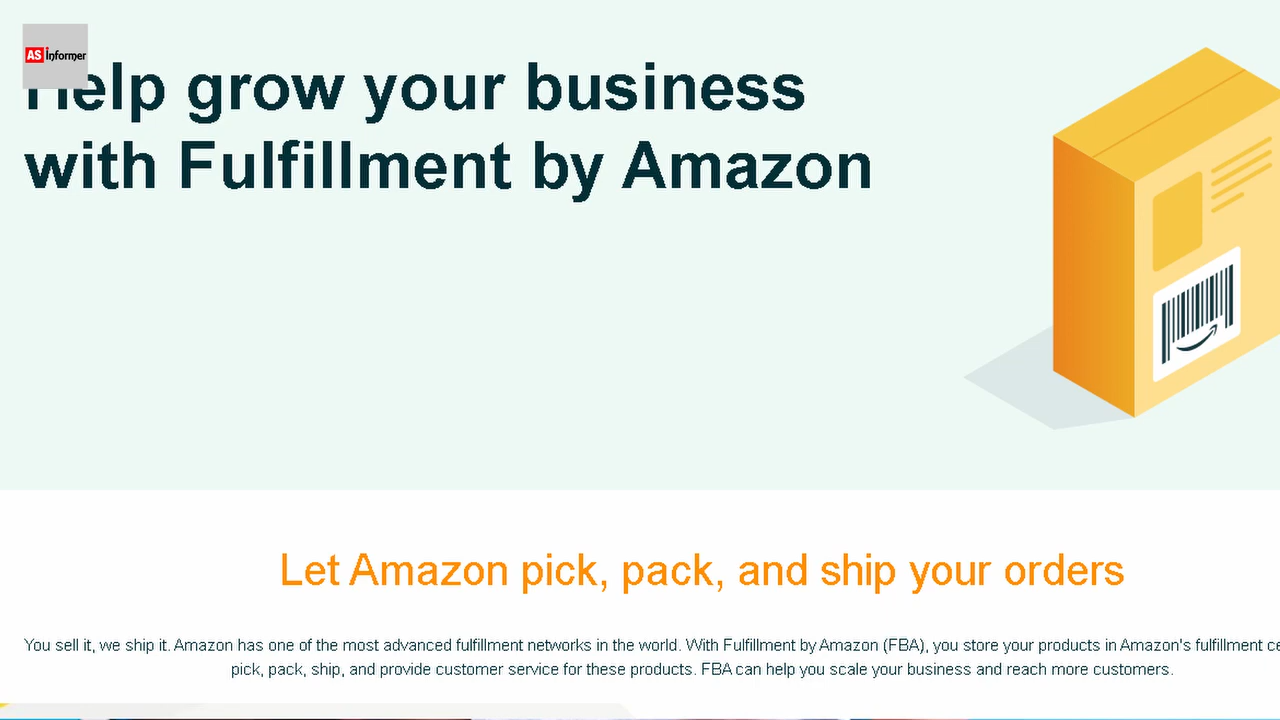 AS Informer
Help grow your business
with Fulfillment by Amazon
Let Amazon pick, pack, and ship your orders
You sell it, we ship it. Amazon has one of the most advanced fulfillment networks in the world. With Fulfillment by Amazon (FBA), you store your products in Amazon's fulfillment
pick, pack, ship, and provide customer service for these products. FBA can help you scale your business and reach more customers.